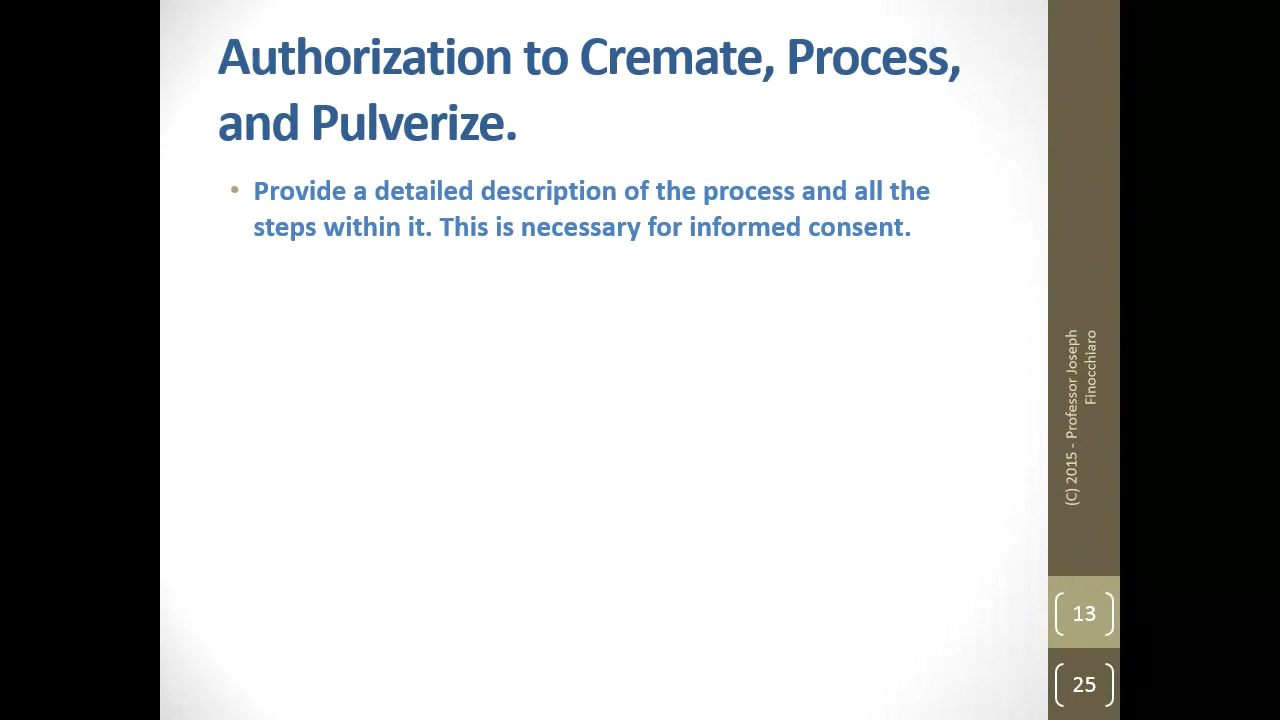 Authorization to Cremate, Process,
and Pulverize.
• Provide a detailed description of the process and all the
steps within it. This is necessary for informed consent.
(C) 2015 - Professor Joseph
Finocchiaro
13
25